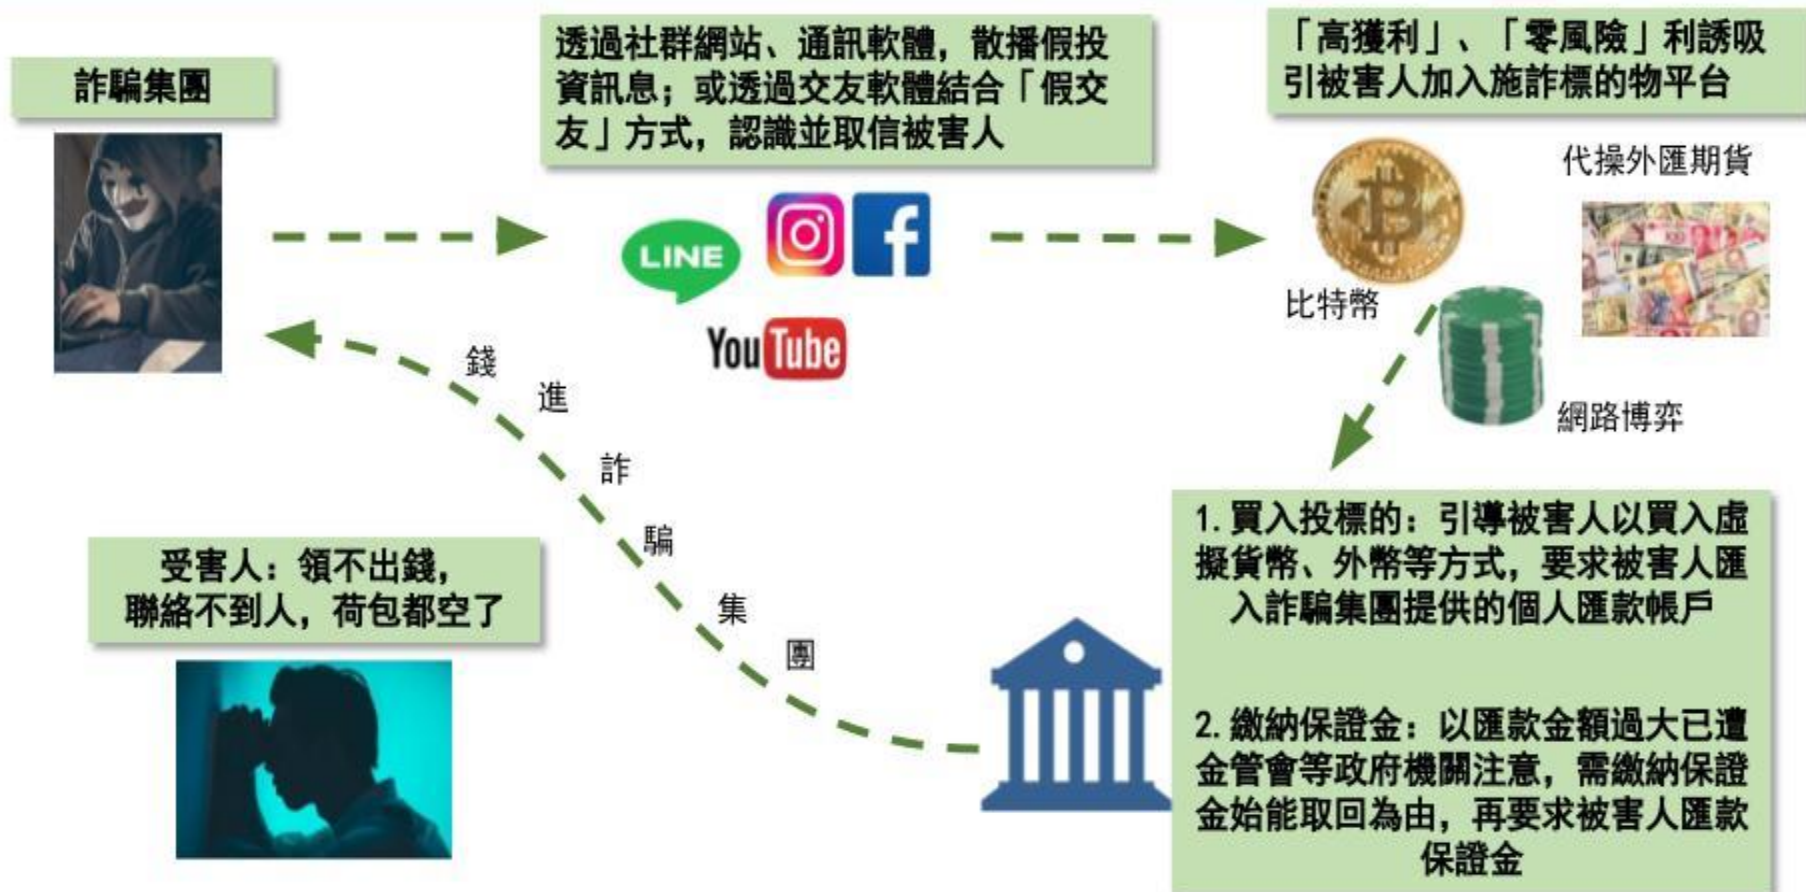 詐騙集團
透過社群網站、通訊軟體，散播假投
資訊息；或透過交友軟體結合「假交
友」方式，認識並取信被害人
「高獲利」、「零風險」利誘吸
引被害人加入施詐標的物平台
LINE
YouTube
代操外匯期貨
比特幣
網路博弈
錢
進
詐
騙
集
團
1.買入投標的：引導被害人以買入虛
擬貨幣、外幣等方式，要求被害人匯
入詐騙集團提供的個人匯款帳戶
2.繳納保證金：以匯款金額過大已遭
金管會等政府機關注意，需繳納保證
金始能取回為由，再要求被害人匯款
保證金
受害人：領不出錢，
聯絡不到人，荷包都空了